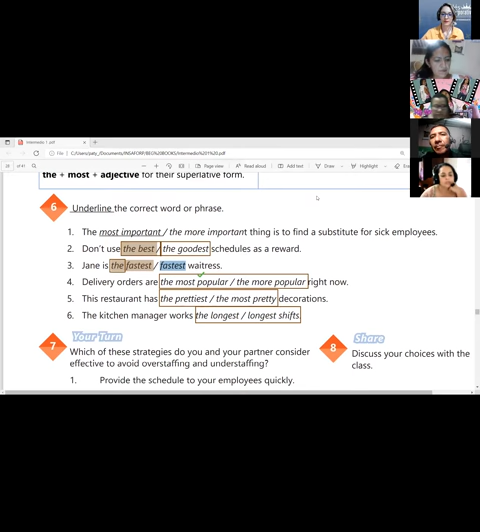 Intermedio 1.pdf
File
C:/Users/paty_/Documents/INSAFORP/BEO%20BOOKS/Intermedio%201%20.pdf
of 41
Page view
Read aloud
Add text
Draw
Highlight
the + most + adjective for their superlative form.
6 Underline the correct word or phrase.
1. The most important / the more important thing is to find a substitute for sick employees.
2. Don't use the best / the goodest schedules as a reward.
3. Jane is the fastest / fastest waitress.
4. Delivery orders are the most popular / the more popular right now.
5. This restaurant has the prettiest / the most pretty decorations.
6. The kitchen manager works the longest / longest shifts.
7 Your Turn
Which of these strategies do you and your partner consider
effective to avoid overstaffing and understaffing?
1. Provide the schedule to your employees quickly.
8 Share
Discuss your choices with the
class.